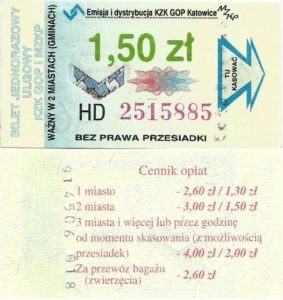 Emisja i dystrybucja KZK GOP Katowice
MZKP
BILET JEDNORAZOWY
ULGOWY
KZK GOP I MZKP
WAŻNY W 2 MIASTACH (GMINACH)
1,50 zł
TU
KASOWAĆ
HD 2515885
BEZ PRAWA PRZESIADKI
Cennik opłat
1 miasto - 2,60 zł / 1,30 zł
2 miasta - 3,00 zł / 1,50 zł
3 miasta i więcej lub przez godzinę
od momentu skasowania (z możliwością
przesiadek) - 4,00 zł / 2,00 zł
Za przewóz bagażu
(zwierzęcia) - 2,60 zł